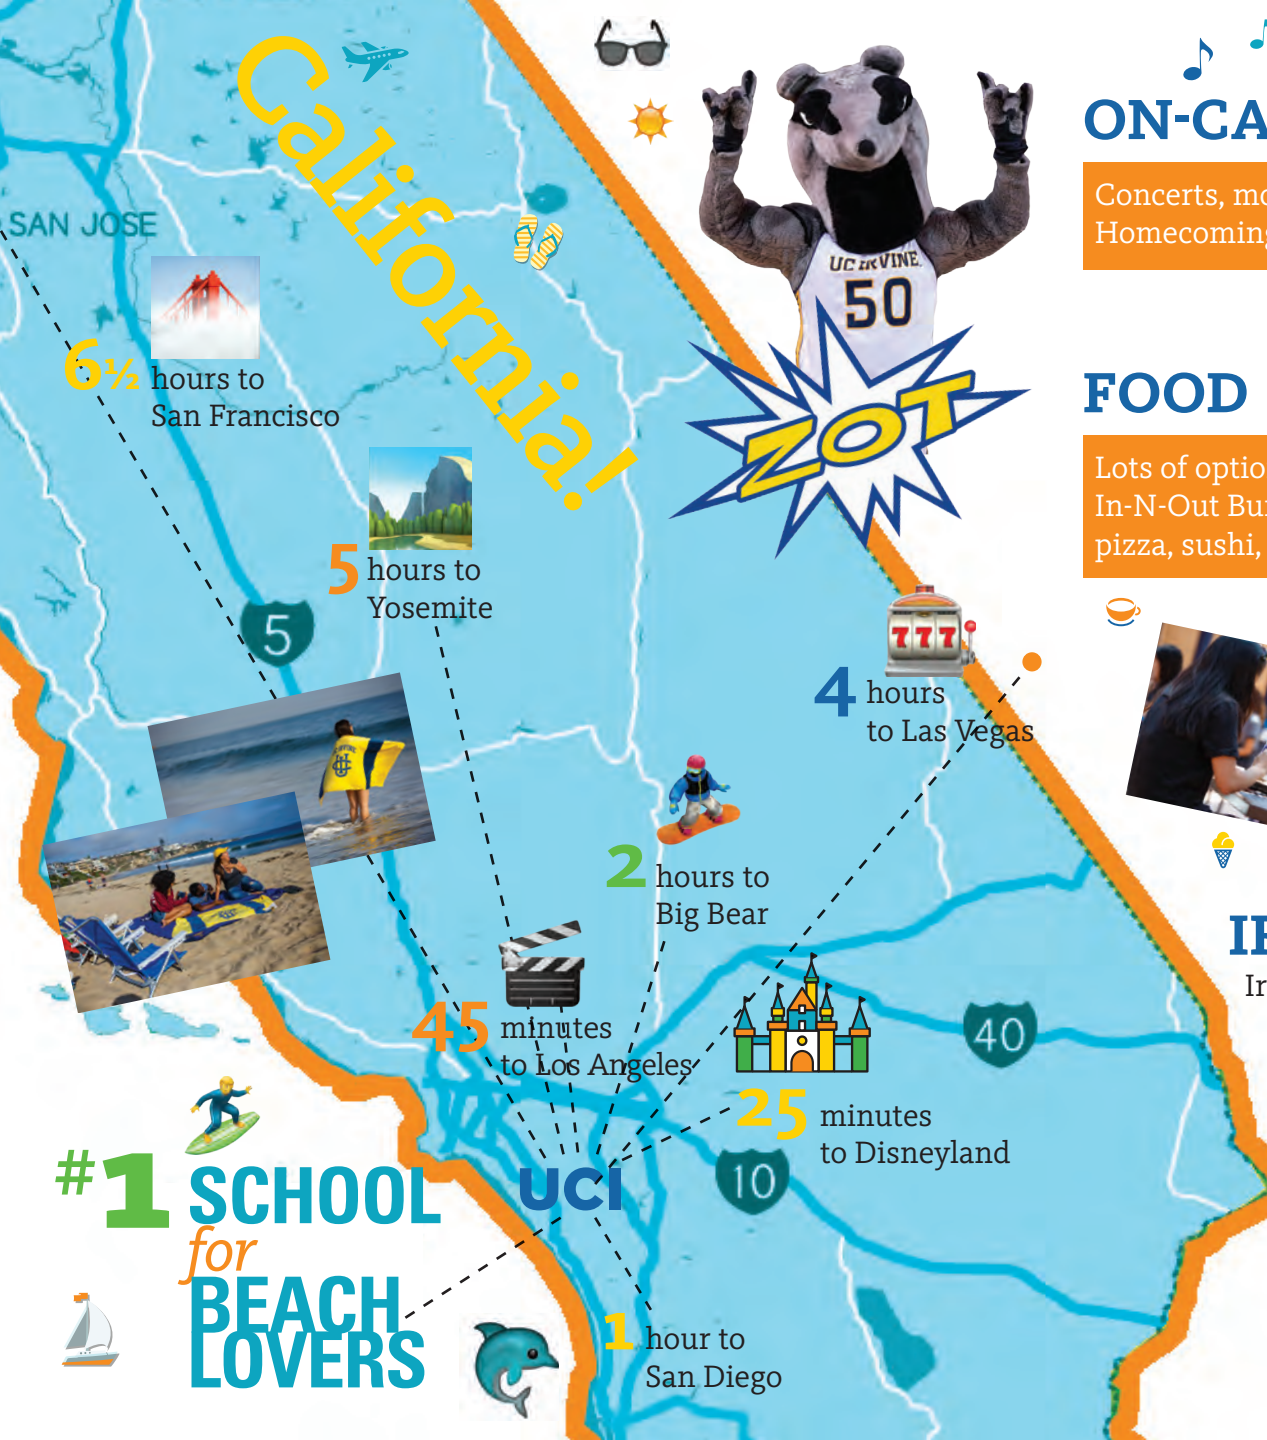 California!
SAN JOSE
6½ hours to
San Francisco
5 hours to
Yosemite
5
UC IRVINE
50
ZOT
777
4 hours
to Las Vegas
2 hours to
Big Bear
45 minutes
to Los Angeles
40
25 minutes
to Disneyland
10
UCI
#1 SCHOOL
for
BEACH
LOVERS
1 hour to
San Diego
ON-CA
Concerts, mo
Homecoming
FOOD
Lots of optio
In-N-Out Bu
pizza, sushi,
Ir